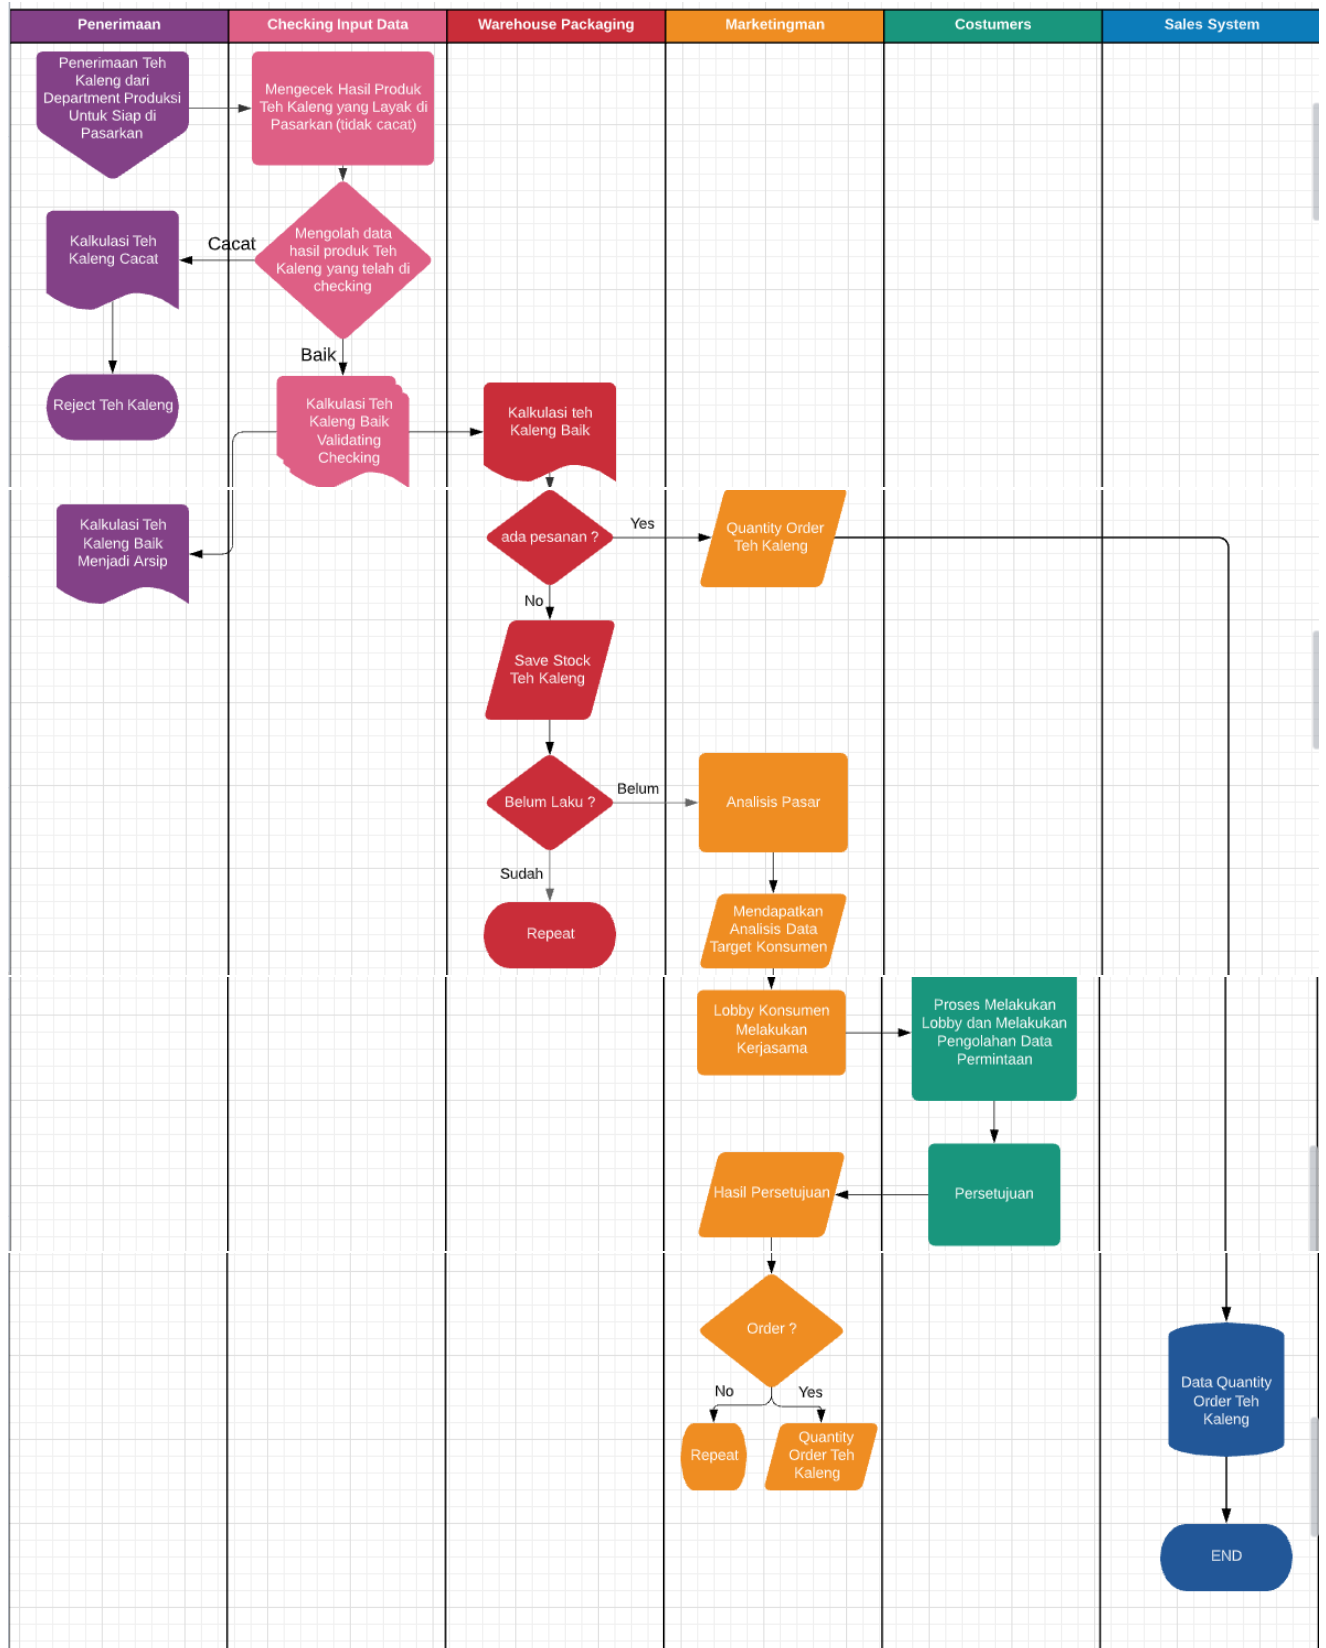 Penerimaan
Checking Input Data
Warehouse Packaging
Marketingman
Costumers
Sales System
Penerimaan Teh
Kaleng dari
Department Produksi
Untuk Siap di
Pasarkan
Mengecek Hasil Produk
Teh Kaleng yang Layak di
Pasarkan (tidak cacat)
Kalkulasi Teh
Kaleng Cacat
Cacat
Mengolah data
hasil produk Teh
Kaleng yang telah di
checking
Baik
Reject Teh Kaleng
Kalkulasi Teh
Kaleng Baik
Validating
Checking
Kalkulasi teh
Kaleng Baik
Kalkulasi Teh
Kaleng Baik
Menjadi Arsip
ada pesanan ?
Yes
Quantity Order
Teh Kaleng
No
Save Stock
Teh Kaleng
Belum Laku ?
Belum
Analisis Pasar
Sudah
Repeat
Mendapatkan
Analisis Data
Target Konsumen
Lobby Konsumen
Melakukan
Kerjasama
Proses Melakukan
Lobby dan Melakukan
Pengolahan Data
Permintaan
Hasil Persetujuan
Persetujuan
Order ?
No
Yes
Repeat
Quantity
Order Teh
Kaleng
Data Quantity
Order Teh
Kaleng
END